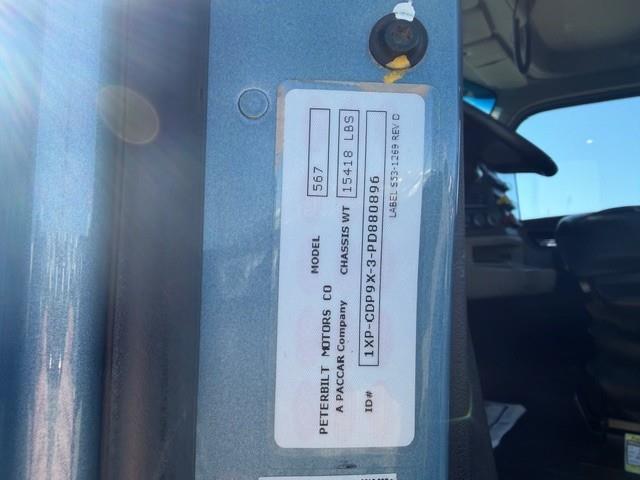 PETERBILT MOTORS CO MODEL 567
A PACCAR Company CHASSIS WT 15418 LBS
ID# 1XP-CDP9X-3-PD880896
LABEL S53-1269 REV D